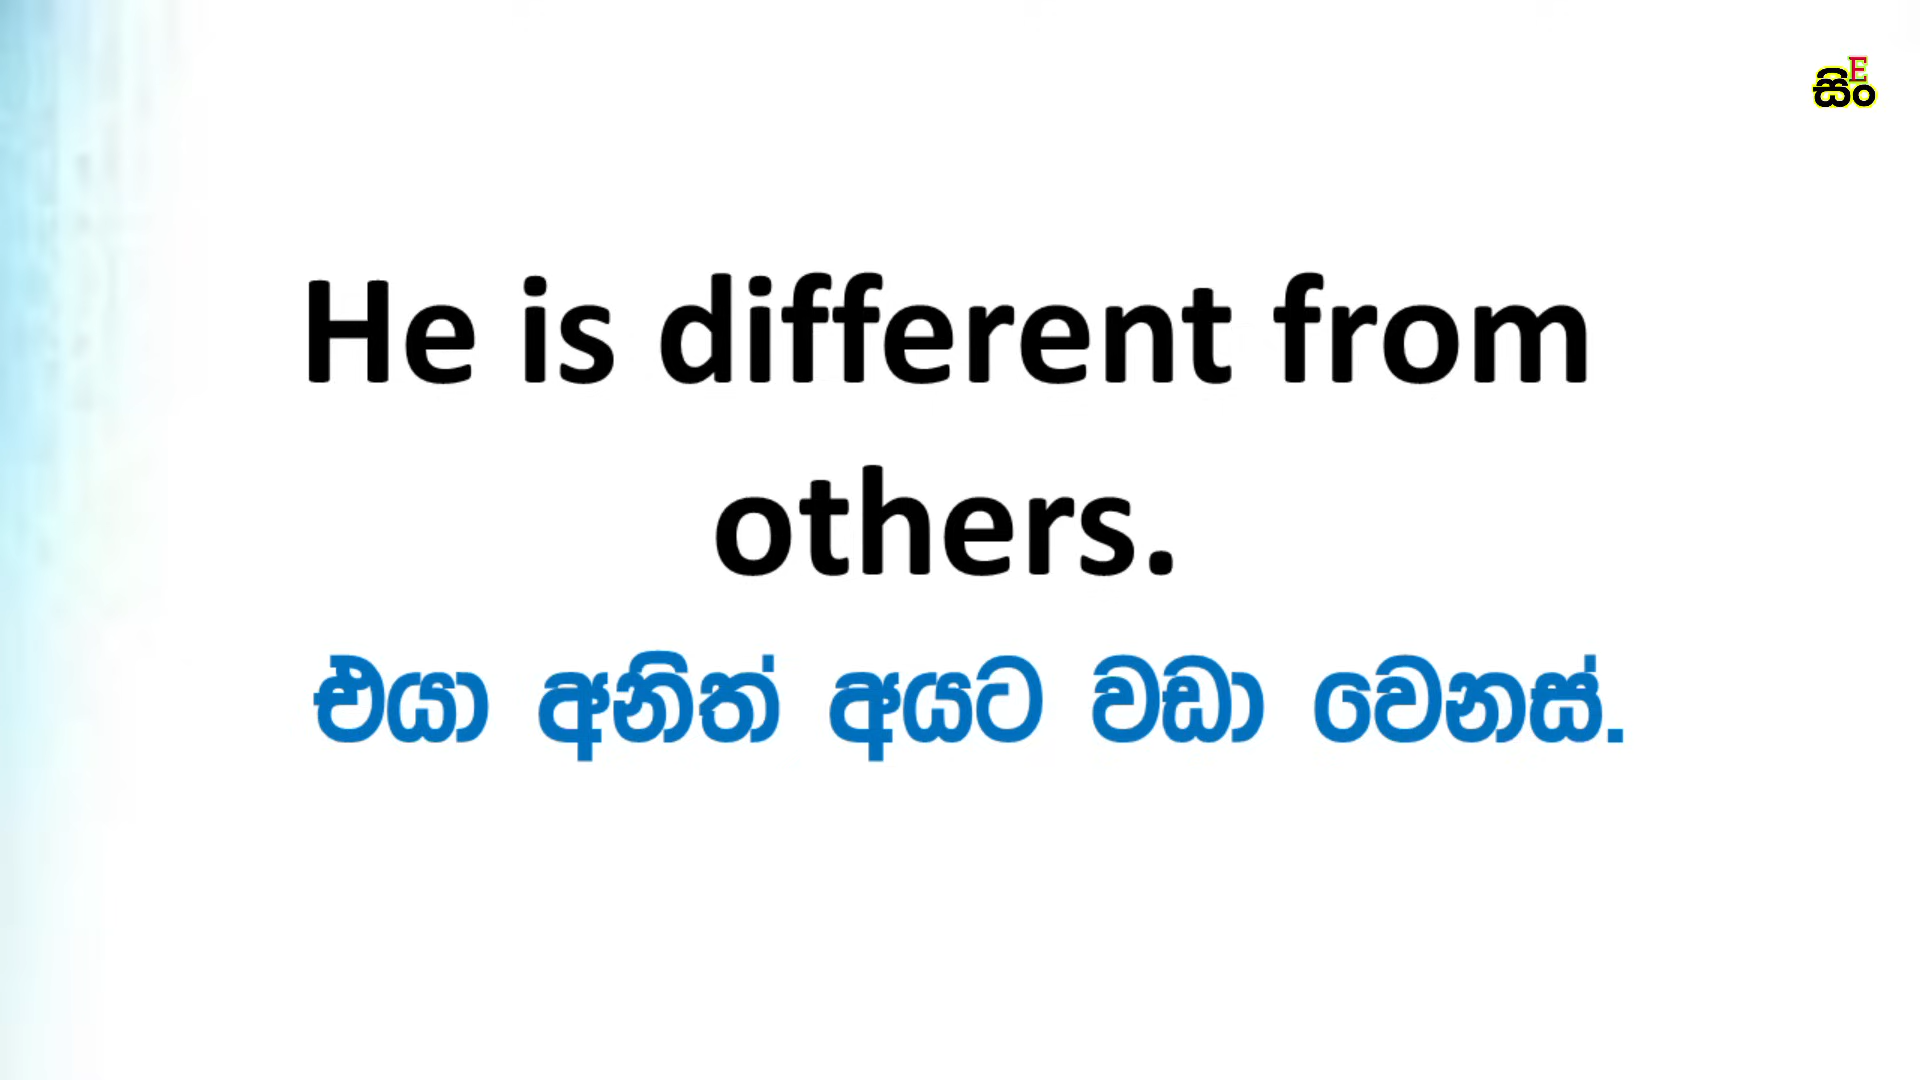 E
සිං
He is different from
others.
එයා අනිත් අයට වඩා වෙනස්.